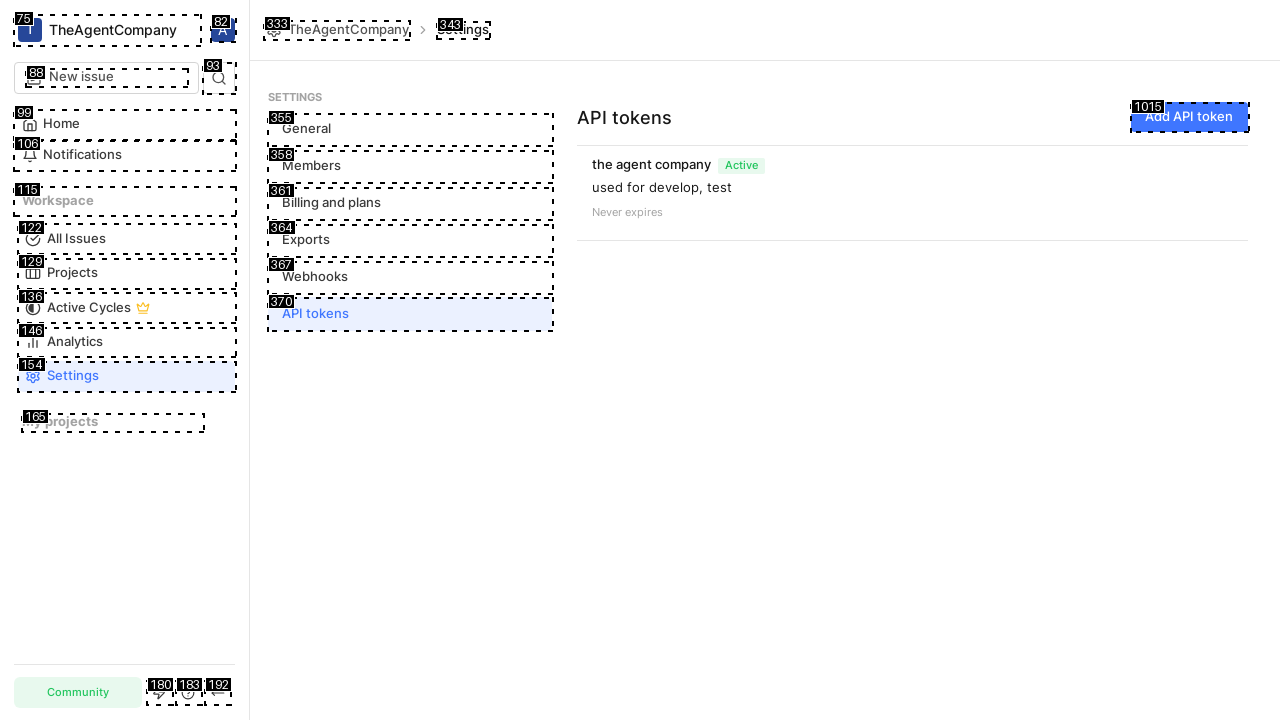 75
T
TheAgentCompany
82
A
88
New issue
93
99
Home
106
Notifications
115
Workspace
122
All Issues
129
Projects
136
Active Cycles
146
Analytics
154
Settings
165
My projects
Community
180
183
192
333
TheAgentCompany
343
Settings
SETTINGS
355
General
358
Members
361
Billing and plans
364
Exports
367
Webhooks
370
API tokens
API tokens
1015
Add API token
the agent company
Active
used for develop, test
Never expires